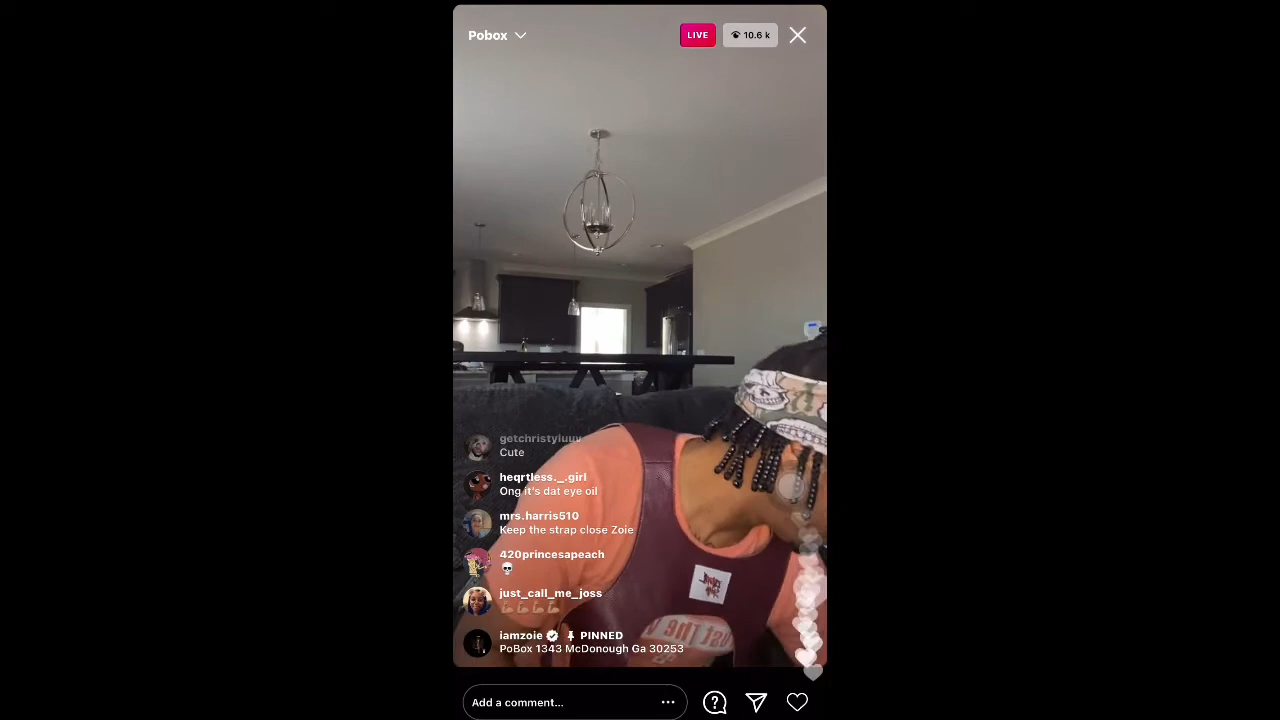 Pobox
LIVE
10.6 k
getchristyluuv
Cute
heqrtless._.girl
Ong it's dat eye oil
mrs.harris510
Keep the strap close Zoie
420princesapeach
just_call_me_joss
iamzoie PINNED
PoBox 1343 McDonough Ga 30253
Add a comment...